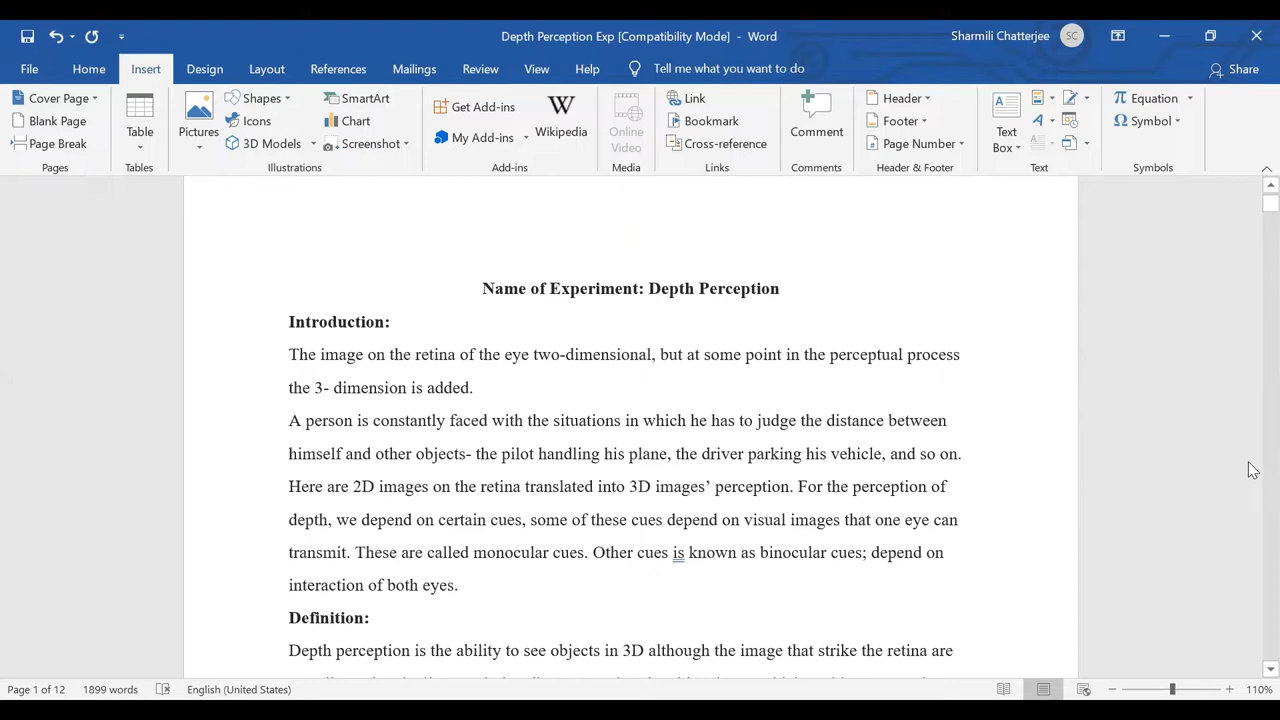 Depth Perception Exp [Compatibility Mode] - Word
Sharmili Chatterjee SC
File Home Insert Design Layout References Mailings Review View Help Tell me what you want to do Share
Cover Page
Blank Page
Page Break
Pages
Table
Tables
Pictures
Shapes
Icons
3D Models
SmartArt
Chart
Screenshot
Illustrations
Get Add-ins
My Add-ins
W
Wikipedia
Add-ins
Online
Video
Media
Link
Bookmark
Cross-reference
Links
Comment
Comments
Header
Footer
Page Number
Header & Footer
Text
Box
Text
Equation
Symbol
Symbols
Name of Experiment: Depth Perception
Introduction:
The image on the retina of the eye two-dimensional, but at some point in the perceptual process
the 3- dimension is added.
A person is constantly faced with the situations in which he has to judge the distance between
himself and other objects- the pilot handling his plane, the driver parking his vehicle, and so on.
Here are 2D images on the retina translated into 3D images’ perception. For the perception of
depth, we depend on certain cues, some of these cues depend on visual images that one eye can
transmit. These are called monocular cues. Other cues is known as binocular cues; depend on
interaction of both eyes.
Definition:
Depth perception is the ability to see objects in 3D although the image that strike the retina are
Page 1 of 12 1899 words English (United States) 110%